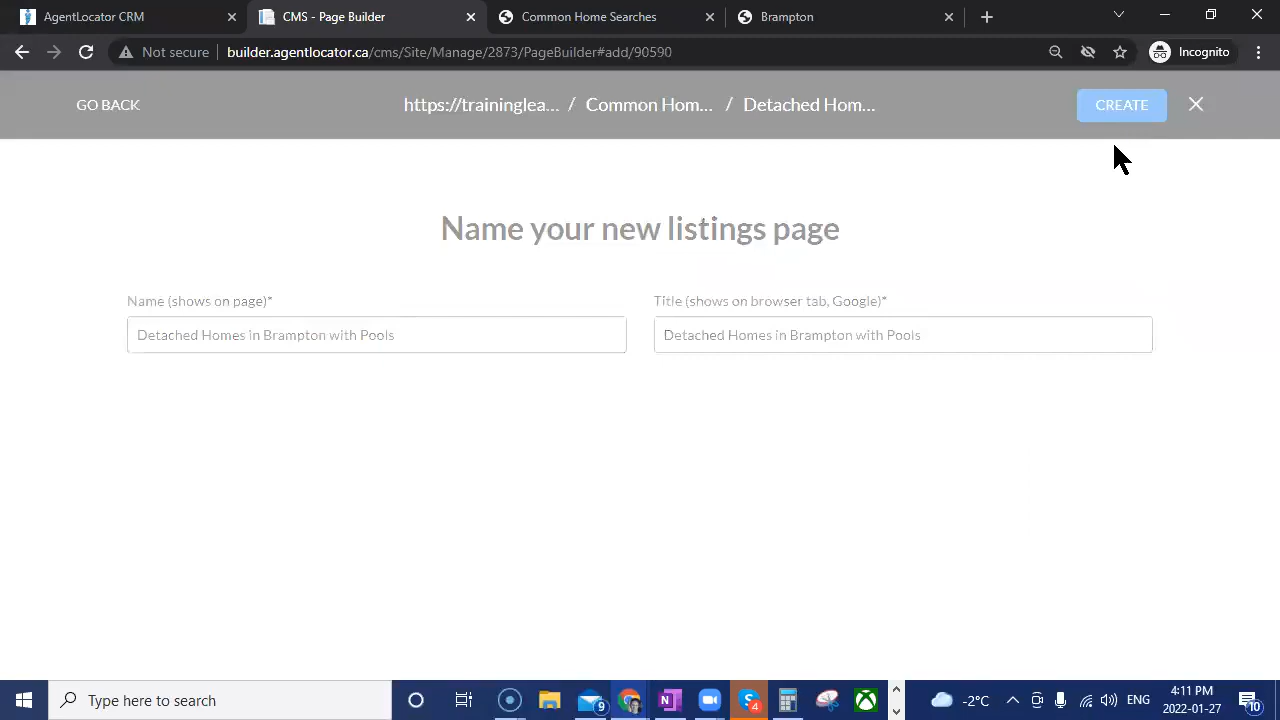 AgentLocator CRM
CMS - Page Builder
Common Home Searches
Brampton
Not secure
builder.agentlocator.ca/cms/Site/Manage/2873/PageBuilder#add/90590
Incognito
GO BACK
https://traininglea... / Common Hom... / Detached Hom...
CREATE
Name your new listings page
Name (shows on page)*
Title (shows on browser tab, Google)*
Detached Homes in Brampton with Pools
Detached Homes in Brampton with Pools
Type here to search
9
4
-2°C
ENG
4:11 PM
2022-01-27
10